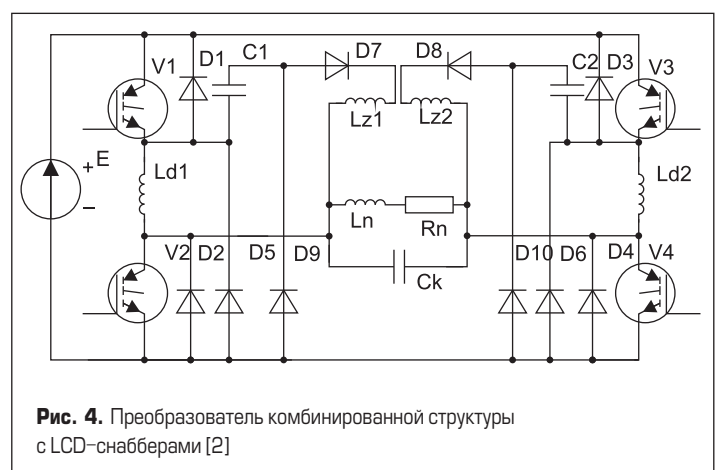 D1 C1 D7 D8 C2 D3
V1 V3
Lz1 Lz2
+ E
−
Ld1 Ld2
Ln
Rn
V2 D2 D5 D9 D10 D6 D4 V4
Ck
Рис. 4. Преобразователь комбинированной структуры
с LCD–снабберами [2]